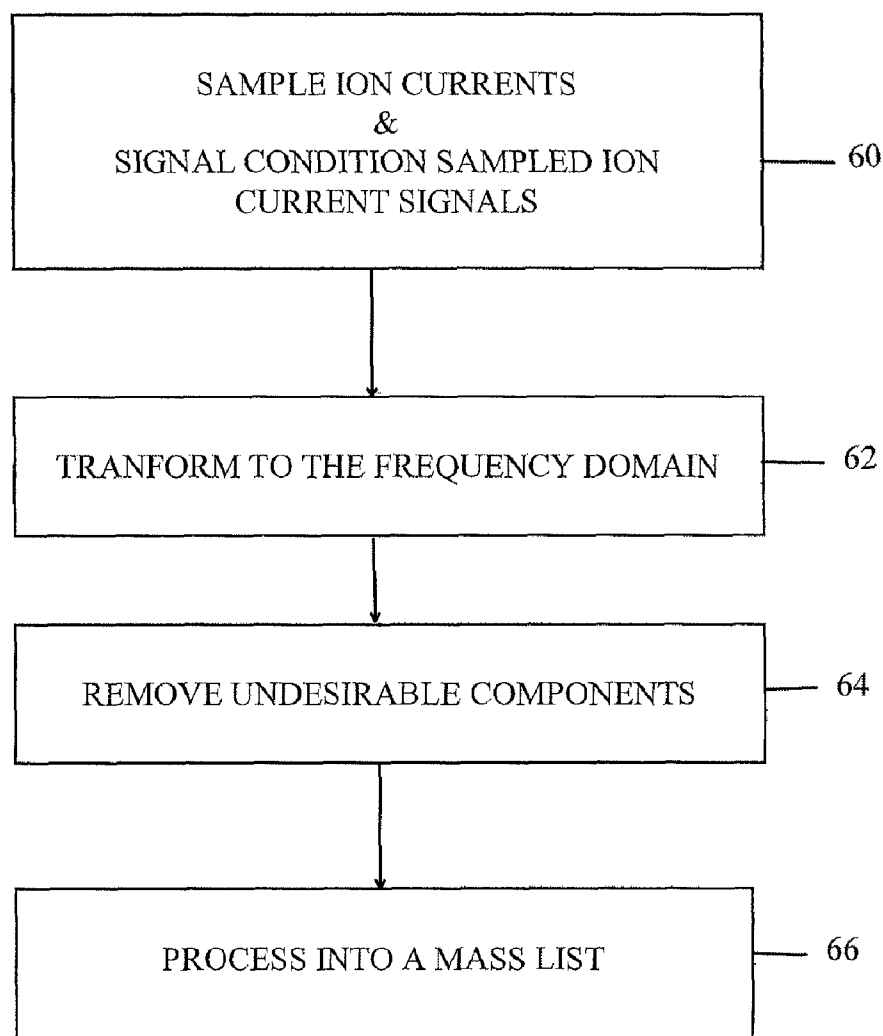 SAMPLE ION CURRENTS
&
SIGNAL CONDITION SAMPLED ION
CURRENT SIGNALS
60
TRANFORM TO THE FREQUENCY DOMAIN
62
REMOVE UNDESIRABLE COMPONENTS
64
PROCESS INTO A MASS LIST
66